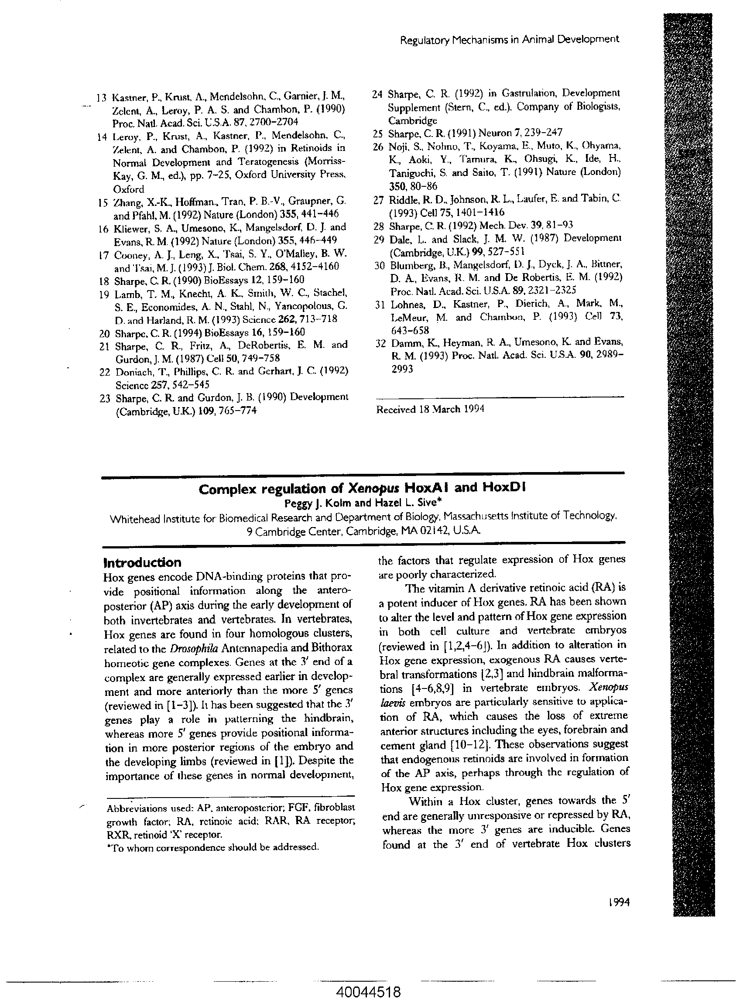 Regulatory Mechanisms in Animal Development
13 Kastner, P., Krust, A., Mendelsohn, C., Garnier, J. M.,
Zelent, A., Leroy, P. A. S. and Chambon, P. (1990)
Proc. Natl. Acad. Sci. U.S.A. 87, 2700–2704
14 Leroy, P., Krust, A., Kastner, P., Mendelsohn, C.,
Zelent, A. and Chambon, P. (1992) in Retinoids in
Normal Development and Teratogenesis (Morriss-
Kay, G. M., ed.), pp. 7–25, Oxford University Press,
Oxford
15 Zhang, X.-K., Hoffman., Tran, P. B.-V., Graupner, G.
and Pfahl, M. (1992) Nature (London) 355, 441–446
16 Kliewer, S. A., Umesono, K., Mangelsdorf, D. J. and
Evans, R. M. (1992) Nature (London) 355, 446–449
17 Cooney, A. J., Leng, X., Tsai, S. Y., O'Malley, B. W.
and Tsai, M. J. (1993) J. Biol. Chem. 268, 4152–4160
18 Sharpe, C. R. (1990) BioEssays 12, 159–160
19 Lamb, T. M., Knecht, A. K., Smith, W. C., Stachel,
S. E., Economides, A. N., Stahl, N., Yancopolous, G.
D. and Harland, R. M. (1993) Science 262, 713–718
20 Sharpe, C. R. (1994) BioEssays 16, 159–160
21 Sharpe, C. R., Fritz, A., DeRobertis, E. M. and
Gurdon, J. M. (1987) Cell 50, 749–758
22 Doniach, T., Phillips, C. R. and Gerhart, J. C. (1992)
Science 257, 542–545
23 Sharpe, C. R. and Gurdon, J. B. (1990) Development
(Cambridge, U.K.) 109, 765–774
24 Sharpe, C. R. (1992) in Gastrulation, Development
Supplement (Stern, C., ed.). Company of Biologists,
Cambridge
25 Sharpe, C. R. (1991) Neuron 7, 239–247
26 Noji, S., Nohno, T., Koyama, E., Muto, K., Ohyama,
K., Aoki, Y., Tamura, K., Ohsugi, K., Ide, H.,
Taniguchi, S. and Saito, T. (1991) Nature (London)
350, 80–86
27 Riddle, R. D., Johnson, R. L., Laufer, E. and Tabin, C.
(1993) Cell 75, 1401–1416
28 Sharpe, C. R. (1992) Mech. Dev. 39, 81–93
29 Dale, L. and Slack, J. M. W. (1987) Development
(Cambridge, U.K.) 99, 527–551
30 Blumberg, B., Mangelsdorf, D. J., Dyck, J. A., Bittner,
D. A., Evans, R. M. and De Robertis, E. M. (1992)
Proc. Natl. Acad. Sci. U.S.A. 89, 2321–2325
31 Lohnes, D., Kastner, P., Dierich, A., Mark, M.,
LeMeur, M. and Chambon, P. (1993) Cell 73,
643–658
32 Damm, K., Heyman, R. A., Umesono, K. and Evans,
R. M. (1993) Proc. Natl. Acad. Sci. U.S.A. 90, 2989–
2993
Received 18 March 1994
Complex regulation of Xenopus HoxA1 and HoxD1
Peggy J. Kolm and Hazel L. Sive*
Whitehead Institute for Biomedical Research and Department of Biology, Massachusetts Institute of Technology,
9 Cambridge Center, Cambridge, MA 02142, U.S.A.
Introduction
Hox genes encode DNA-binding proteins that pro-
vide positional information along the antero-
posterior (AP) axis during the early development of
both invertebrates and vertebrates. In vertebrates,
Hox genes are found in four homologous clusters,
related to the Drosophila Antennapedia and Bithorax
homeotic gene complexes. Genes at the 3′ end of a
complex are generally expressed earlier in develop-
ment and more anteriorly than the more 5′ genes
(reviewed in [1–3]). It has been suggested that the 3′
genes play a role in patterning the hindbrain,
whereas more 5′ genes provide positional informa-
tion in more posterior regions of the embryo and
the developing limbs (reviewed in [1]). Despite the
importance of these genes in normal development,
Abbreviations used: AP, anteroposterior; FGF, fibroblast
growth factor; RA, retinoic acid; RAR, RA receptor;
RXR, retinoid 'X' receptor.
*To whom correspondence should be addressed.
the factors that regulate expression of Hox genes
are poorly characterized.
The vitamin A derivative retinoic acid (RA) is
a potent inducer of Hox genes. RA has been shown
to alter the level and pattern of Hox gene expression
in both cell culture and vertebrate embryos
(reviewed in [1,2,4–6]). In addition to alteration in
Hox gene expression, exogenous RA causes verte-
bral transformations [2,3] and hindbrain malforma-
tions [4–6,8,9] in vertebrate embryos. Xenopus
laevis embryos are particularly sensitive to applica-
tion of RA, which causes the loss of extreme
anterior structures including the eyes, forebrain and
cement gland [10–12]. These observations suggest
that endogenous retinoids are involved in formation
of the AP axis, perhaps through the regulation of
Hox gene expression.
Within a Hox cluster, genes towards the 5′
end are generally unresponsive or repressed by RA,
whereas the more 3′ genes are inducible. Genes
found at the 3′ end of vertebrate Hox clusters
1994
40044518